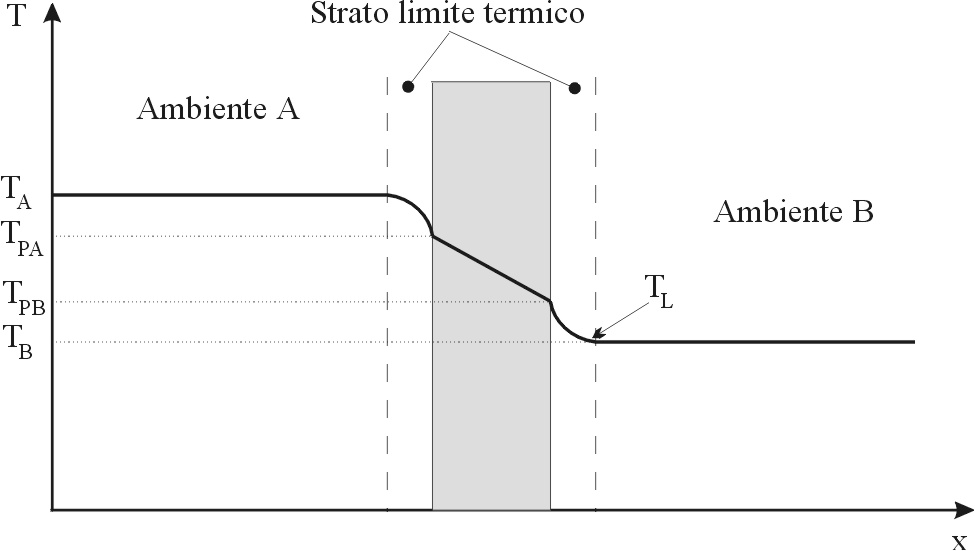 T
Strato limite termico
Ambiente A
T_A
T_PA
Ambiente B
T_PB
T_L
T_B
x